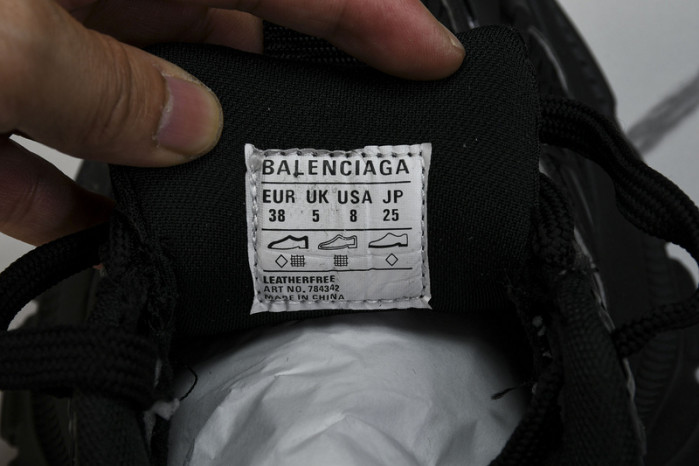 BALENCIAGA
EUR UK USA JP
38 5 8 25
LEATHERFREE
ART NO. 784342
MADE IN CHINA